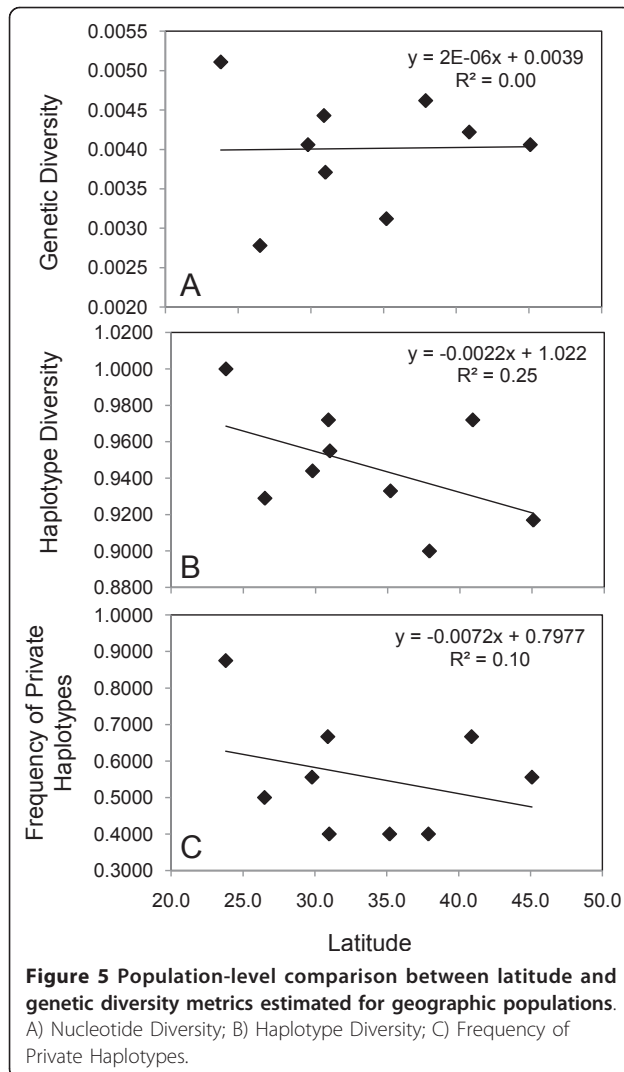 0.0055
0.0050
0.0045
0.0040
0.0035
0.0030
0.0025
0.0020
Genetic Diversity
y = 2E-06x + 0.0039
R² = 0.00
A
1.0200
1.0000
0.9800
0.9600
0.9400
0.9200
0.9000
0.8800
Haplotype Diversity
y = -0.0022x + 1.022
R² = 0.25
B
1.0000
0.9000
0.8000
0.7000
0.6000
0.5000
0.4000
0.3000
Frequency of Private
Haplotypes
y = -0.0072x + 0.7977
R² = 0.10
C
20.0 25.0 30.0 35.0 40.0 45.0 50.0
Latitude
Figure 5 Population-level comparison between latitude and
genetic diversity metrics estimated for geographic populations.
A) Nucleotide Diversity; B) Haplotype Diversity; C) Frequency of
Private Haplotypes.